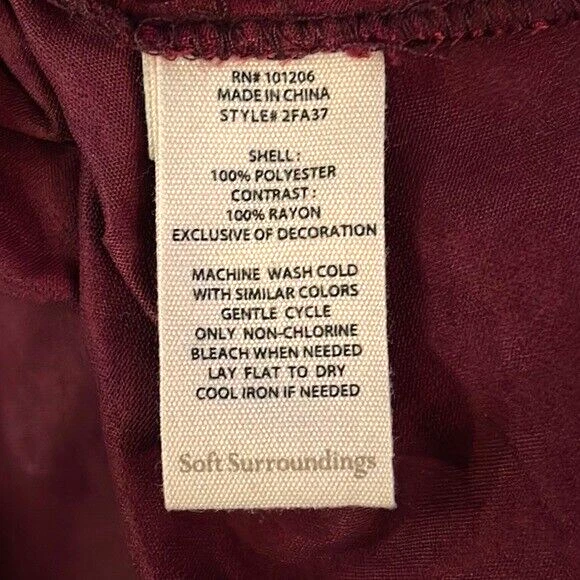 RN# 101206
MADE IN CHINA
STYLE# 2FA37
SHELL :
100% POLYESTER
CONTRAST :
100% RAYON
EXCLUSIVE OF DECORATION
MACHINE WASH COLD
WITH SIMILAR COLORS
GENTLE CYCLE
ONLY NON-CHLORINE
BLEACH WHEN NEEDED
LAY FLAT TO DRY
COOL IRON IF NEEDED
Soft Surroundings